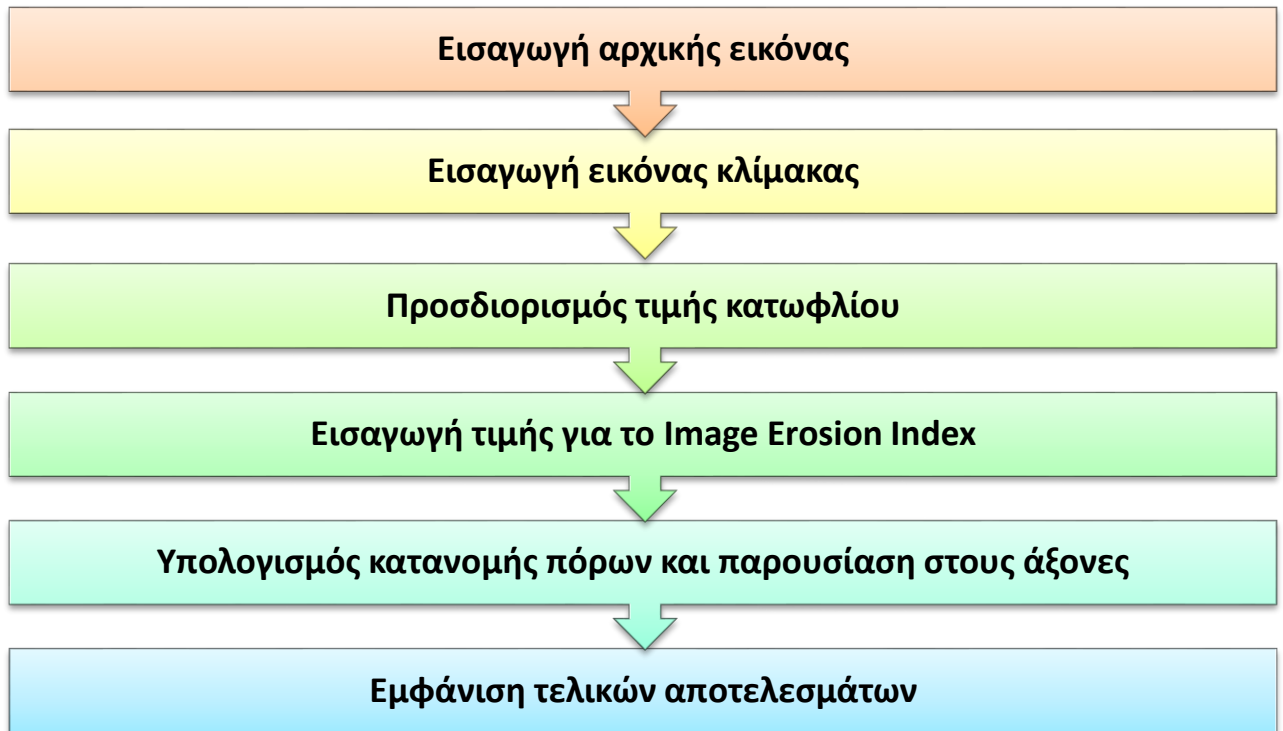 Εισαγωγή αρχικής εικόνας
Εισαγωγή εικόνας κλίμακας
Προσδιορισμός τιμής κατωφλίου
Εισαγωγή τιμής για το Image Erosion Index
Υπολογισμός κατανομής πόρων και παρουσίαση στους άξονες
Εμφάνιση τελικών αποτελεσμάτων